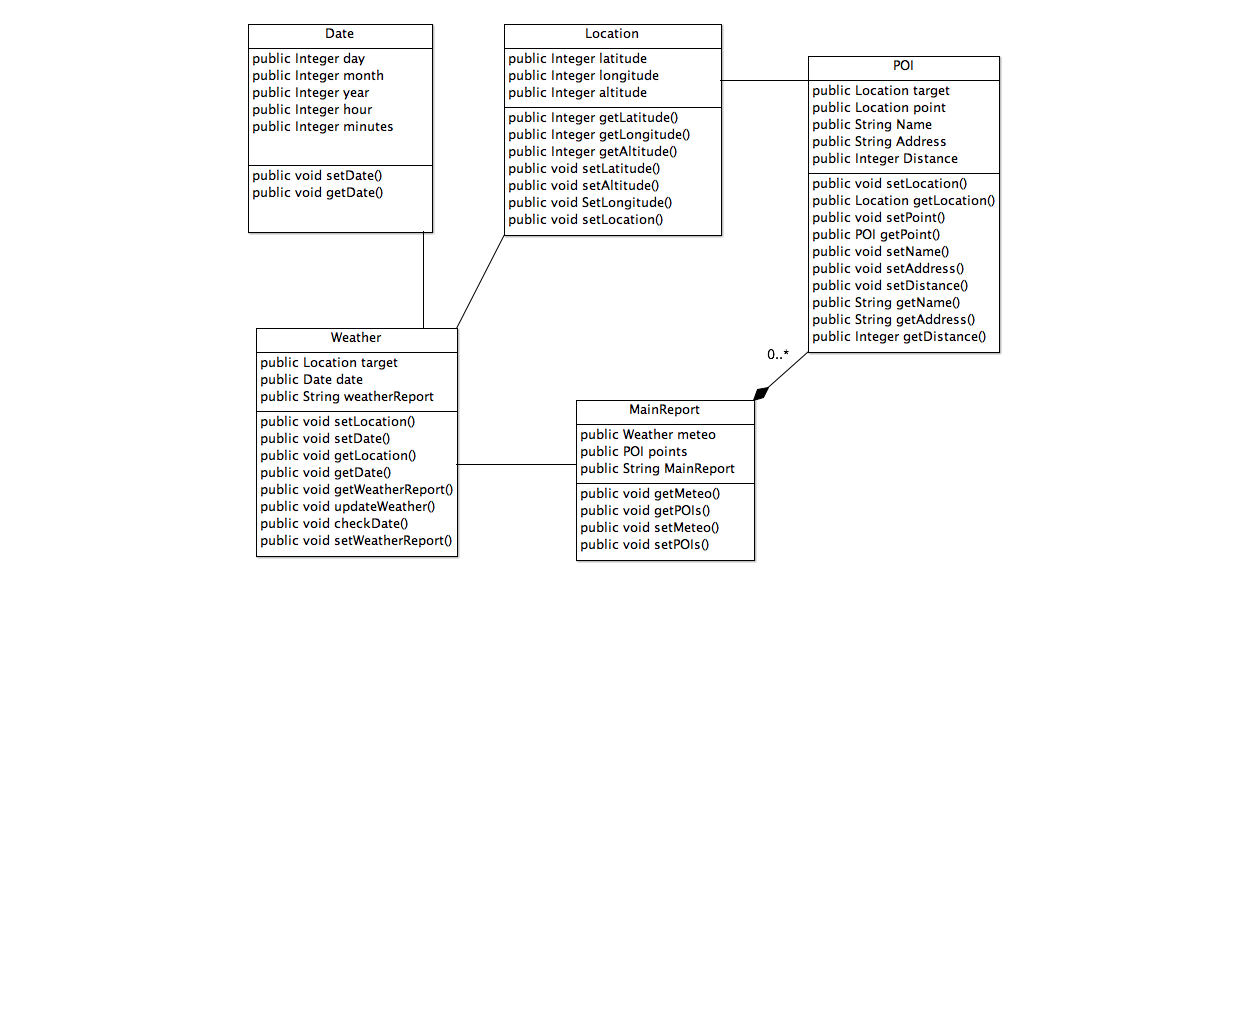 Date
public Integer day
public Integer month
public Integer year
public Integer hour
public Integer minutes
public void setDate()
public void getDate()
Location
public Integer latitude
public Integer longitude
public Integer altitude
public Integer getLatitude()
public Integer getLongitude()
public Integer getAltitude()
public void setLatitude()
public void setAltitude()
public void SetLongitude()
public void setLocation()
POI
public Location target
public Location point
public String Name
public String Address
public Integer Distance
public void setLocation()
public Location getLocation()
public void setPoint()
public POI getPoint()
public void setName()
public void setAddress()
public void setDistance()
public String getName()
public String getAddress()
public Integer getDistance()
Weather
public Location target
public Date date
public String weatherReport
public void setLocation()
public void setDate()
public void getLocation()
public void getDate()
public void getWeatherReport()
public void updateWeather()
public void checkDate()
public void setWeatherReport()
0..*
MainReport
public Weather meteo
public POI points
public String MainReport
public void getMeteo()
public void getPOIs()
public void setMeteo()
public void setPOIs()